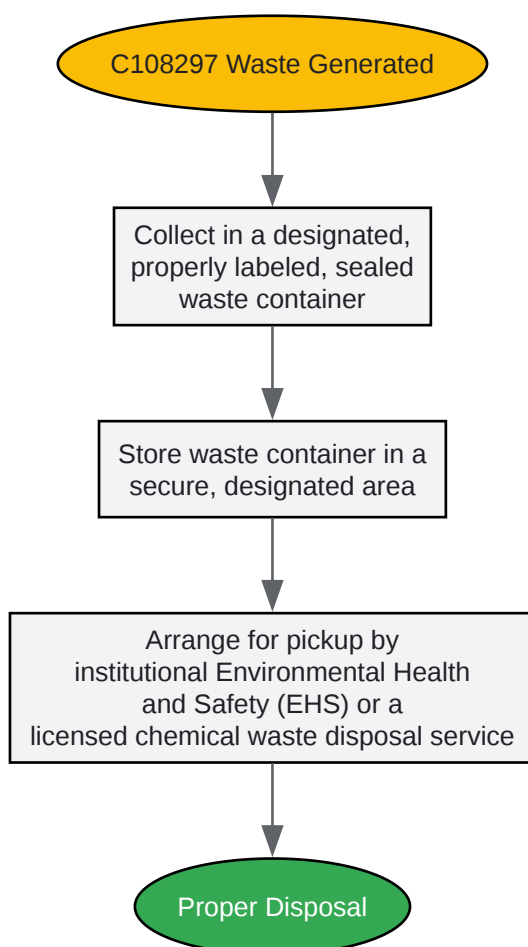 C108297 Waste Generated
Collect in a designated,
properly labeled, sealed
waste container
Store waste container in a
secure, designated area
Arrange for pickup by
institutional Environmental Health
and Safety (EHS) or a
licensed chemical waste disposal service
Proper Disposal